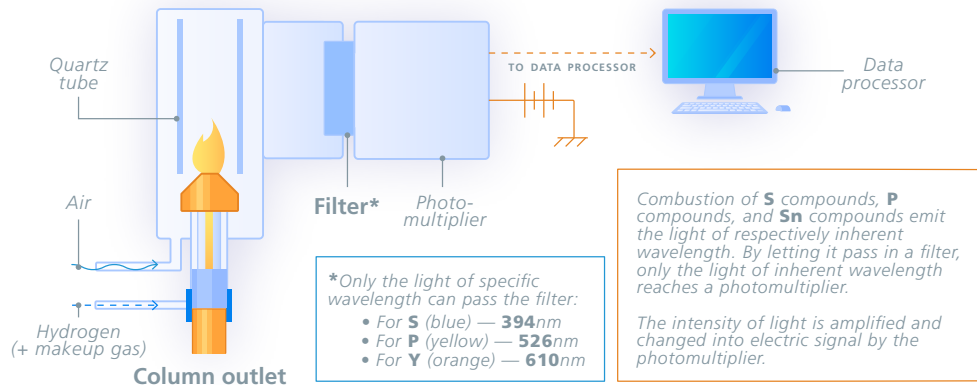 Quartz
tube
TO DATA PROCESSOR
Data
processor
Air
Filter*
Photo-
multiplier
Hydrogen
(+ makeup gas)
Column outlet
*Only the light of specific
wavelength can pass the filter:
• For S (blue) — 394nm
• For P (yellow) — 526nm
• For Y (orange) — 610nm
Combustion of S compounds, P
compounds, and Sn compounds emit
the light of respectively inherent
wavelength. By letting it pass in a filter,
only the light of inherent wavelength
reaches a photomultiplier.
The intensity of light is amplified and
changed into electric signal by the
photomultiplier.